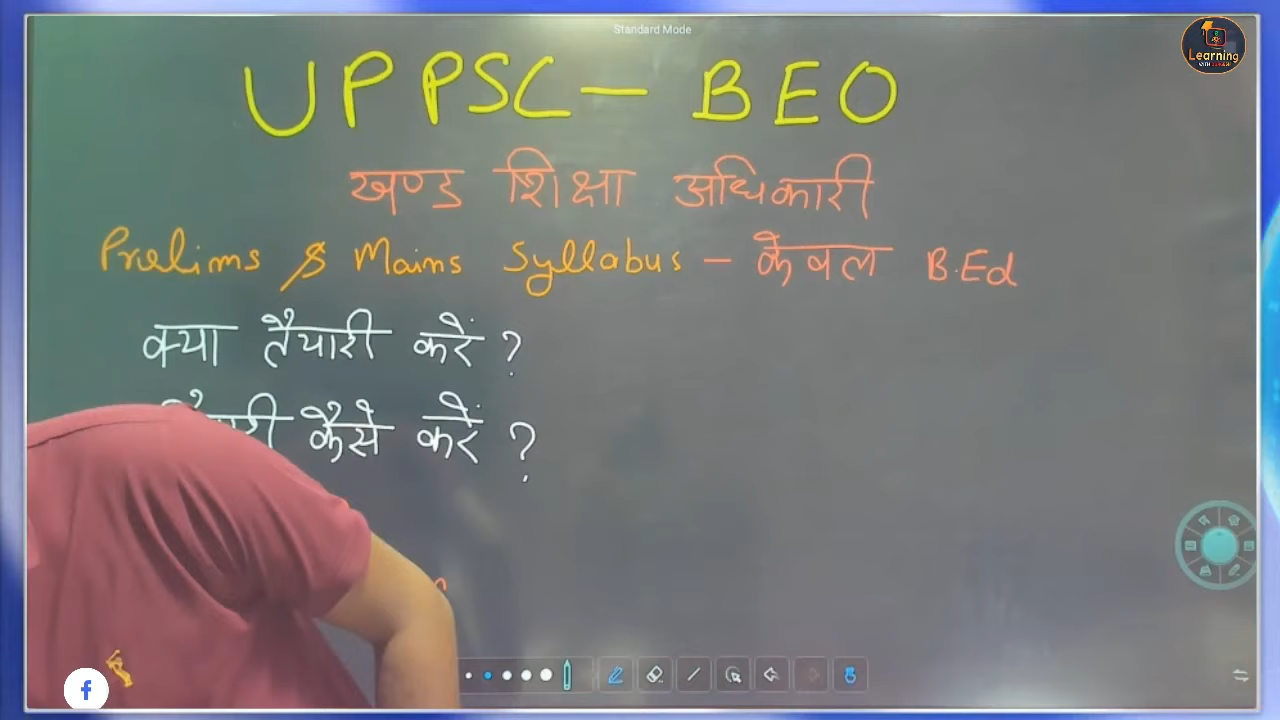 Standard Mode
Learning
UPPSC - BEO
खण्ड शिक्षा अधिकारी
Prelims & Mains Syllabus - केवल B.Ed
क्या तैयारी करें ?
कैसे करें ?